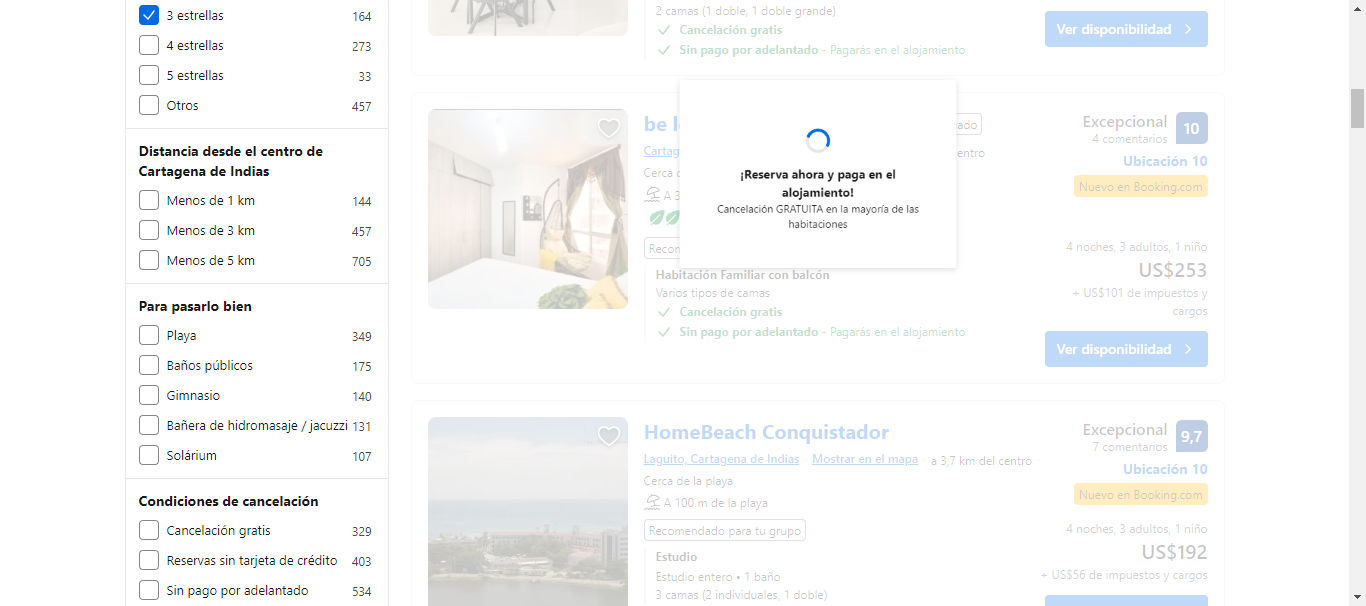 3 estrellas 164
4 estrellas 273
5 estrellas 33
Otros 457
Distancia desde el centro de
Cartagena de Indias
Menos de 1 km 144
Menos de 3 km 457
Menos de 5 km 705
Para pasarlo bien
Playa 349
Baños públicos 175
Gimnasio 140
Bañera de hidromasaje / jacuzzi 131
Solárium 107
Condiciones de cancelación
Cancelación gratis 329
Reservas sin tarjeta de crédito 403
Sin pago por adelantado 534
2 camas (1 doble, 1 doble grande)
Cancelación gratis
Sin pago por adelantado - Pagarás en el alojamiento
Ver disponibilidad
¡Reserva ahora y paga en el
alojamiento!
Cancelación GRATUITA en la mayoría de las
habitaciones
be
Excepcional 10
4 comentarios
Ubicación 10
Nuevo en Booking.com
Cerca
A 3
Habitación Familiar con balcón
Varios tipos de camas
Cancelación gratis
Sin pago por adelantado - Pagarás en el alojamiento
4 noches, 3 adultos, 1 niño
US$253
+ US$101 de impuestos y
cargos
Ver disponibilidad
HomeBeach Conquistador
Laguito, Cartagena de Indias Mostrar en el mapa a 3,7 km del centro
Cerca de la playa
A 100 m de la playa
Recomendado para tu grupo
Estudio
Estudio entero • 1 baño
3 camas (2 individuales, 1 doble)
Excepcional 9,7
7 comentarios
Ubicación 10
Nuevo en Booking.com
4 noches, 3 adultos, 1 niño
US$192
+ US$56 de impuestos y cargos